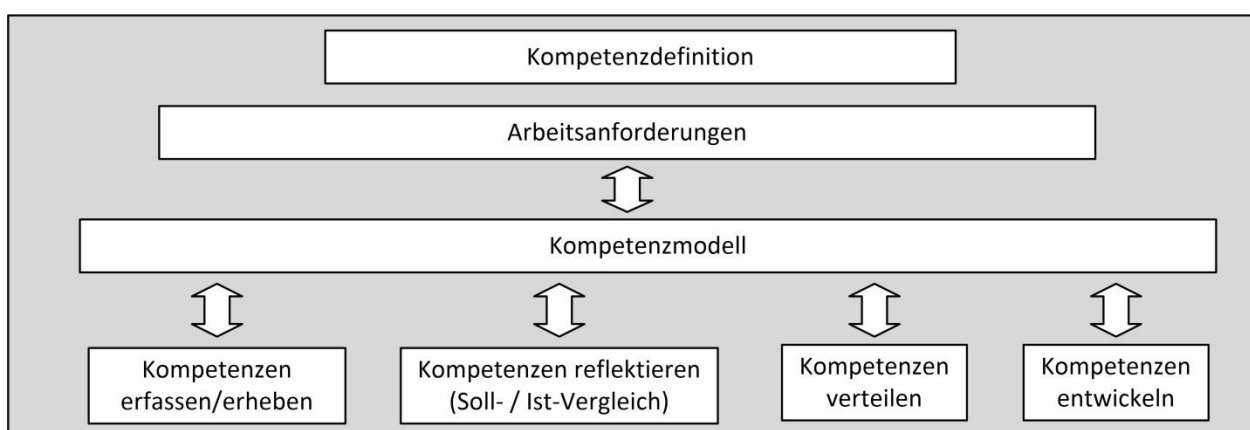 Kompetenzdefinition
Arbeitsanforderungen
Kompetenzmodell
Kompetenzen
erfassen/erheben
Kompetenzen reflektieren
(Soll- / Ist-Vergleich)
Kompetenzen
verteilen
Kompetenzen
entwickeln